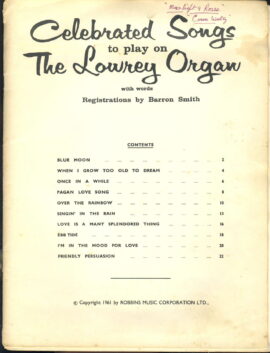 "Moonlight & Roses"
Celebrated Songs
to play on
The Lowrey Organ
with words
Registrations by Barron Smith
CONTENTS
BLUE MOON 2
WHEN I GROW TOO OLD TO DREAM 4
ONCE IN A WHILE 6
PAGAN LOVE SONG 8
OVER THE RAINBOW 10
SINGIN' IN THE RAIN 13
LOVE IS A MANY SPLENDORED THING 16
EBB TIDE 18
I'M IN THE MOOD FOR LOVE 20
FRIENDLY PERSUASION 22
© Copyright 1961 by ROBBINS MUSIC CORPORATION LTD.,